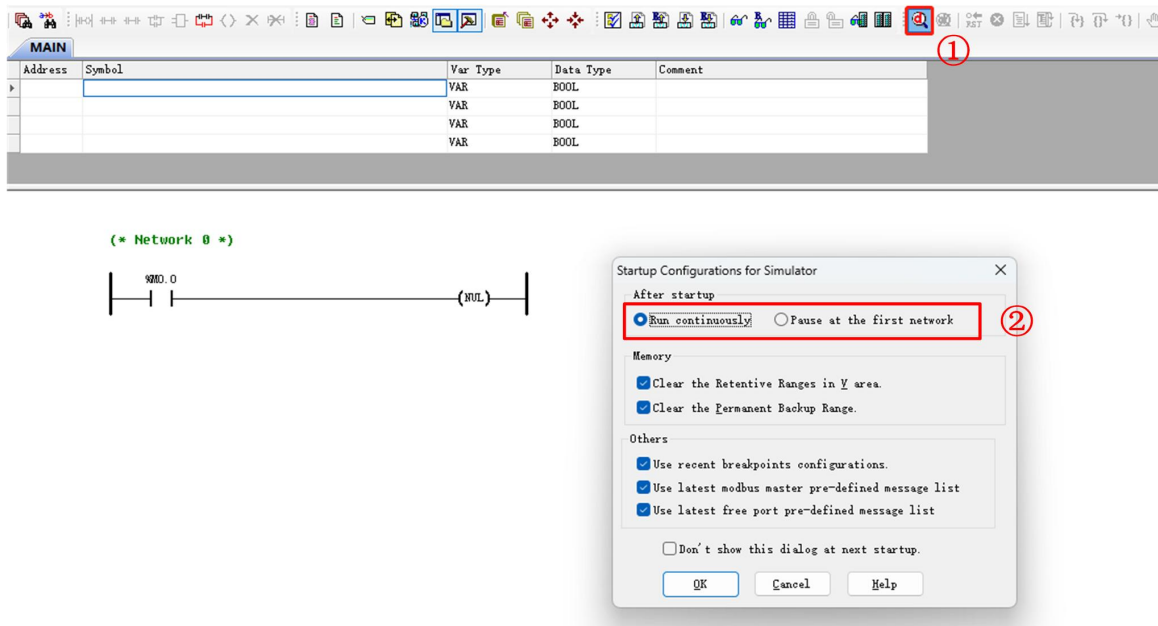 RST
①
MAIN
Address Symbol Var Type Data Type Comment
VAR BOOL
VAR BOOL
VAR BOOL
VAR BOOL
(* Network 0 *)
%M0.0
(NUL)
Startup Configurations for Simulator
After startup
Run continuously Pause at the first network
②
Memory
Clear the Retentive Ranges in V area.
Clear the Permanent Backup Range.
Others
Use recent breakpoints configurations.
Use latest modbus master pre-defined message list
Use latest free port pre-defined message list
Don't show this dialog at next startup.
OK Cancel Help